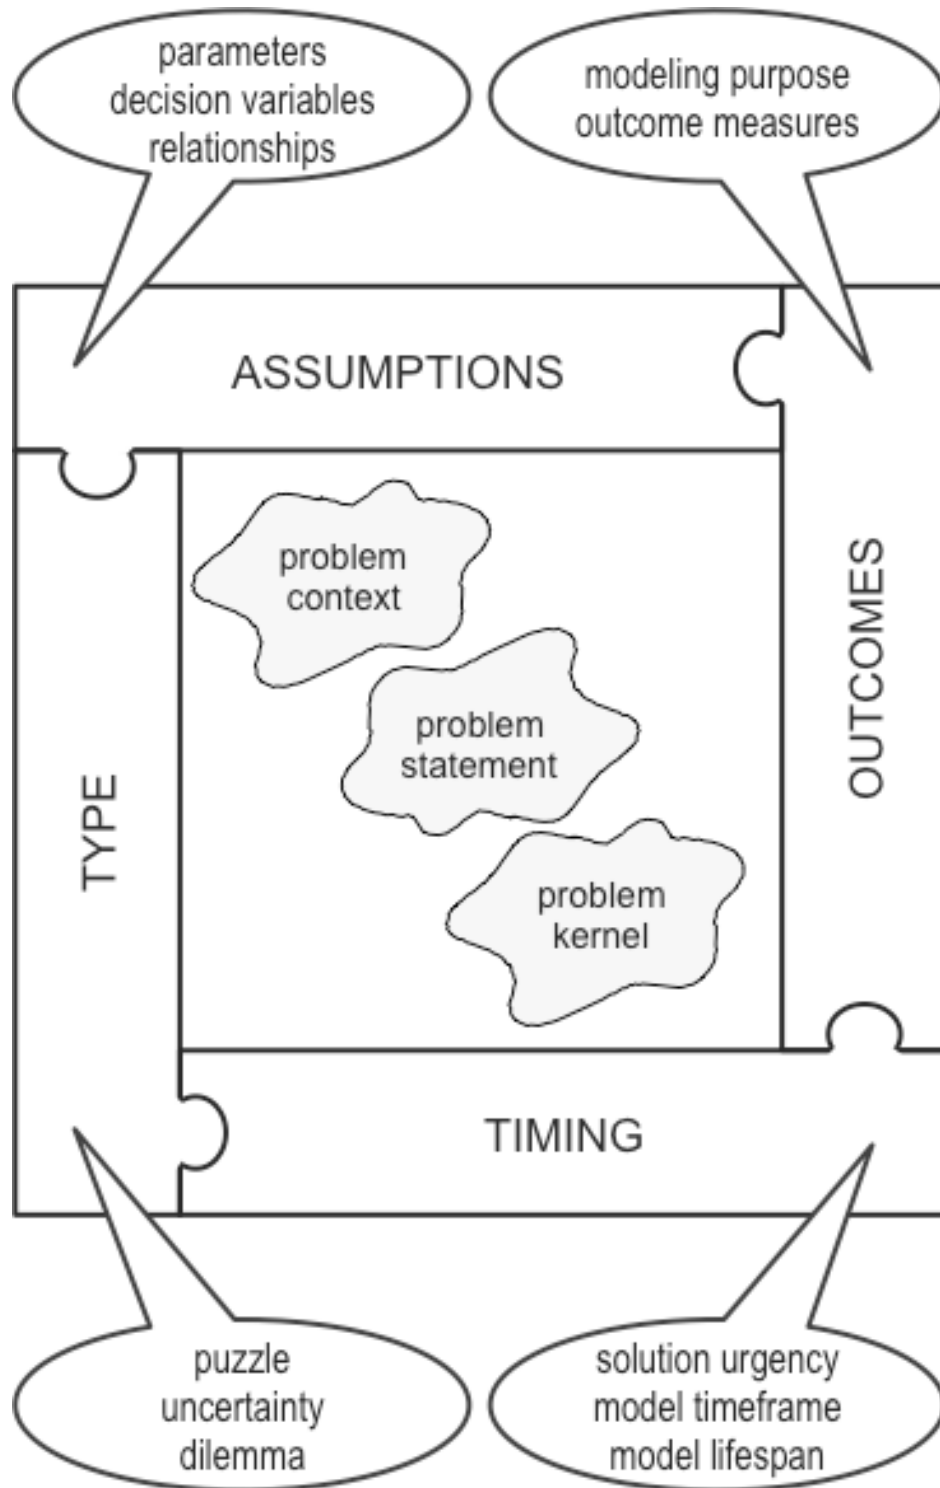 parameters
decision variables
relationships
modeling purpose
outcome measures
ASSUMPTIONS
OUTCOMES
TYPE
problem
context
problem
statement
problem
kernel
TIMING
puzzle
uncertainty
dilemma
solution urgency
model timeframe
model lifespan